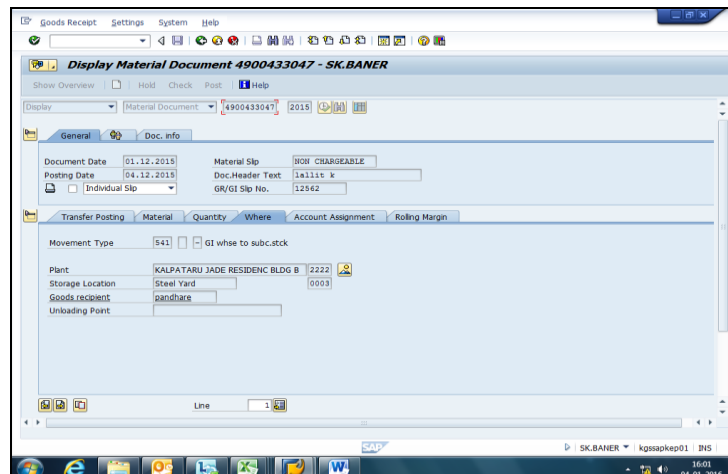 Goods Receipt Settings System Help
Display Material Document 4900433047 - SK.BANER
Show Overview Hold Check Post Help
Display Material Document 4900433047 2015
General Doc. info
Document Date 01.12.2015 Material Slip NON CHARGEABLE
Posting Date 04.12.2015 Doc.Header Text lallit k
Individual Slip GR/GI Slip No. 12562
Transfer Posting Material Quantity Where Account Assignment Rolling Margin
Movement Type 541 - GI whse to subc.stck
Plant KALPATARU JADE RESIDENC BLDG B 2222
Storage Location Steel Yard 0003
Goods recipient pandhare
Unloading Point
Line 1
SAP SK.BANER kgssapkep01 INS
16:01
04-01-2016